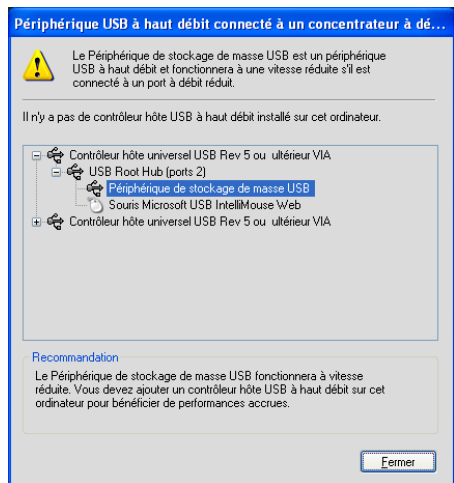 Périphérique USB à haut débit connecté à un concentrateur à dé...
Le Périphérique de stockage de masse USB est un périphérique
USB à haut débit et fonctionnera à une vitesse réduite s'il est
connecté à un port à débit réduit.
Il n'y a pas de contrôleur hôte USB à haut débit installé sur cet ordinateur.
Contrôleur hôte universel USB Rev 5 ou ultérieur VIA
USB Root Hub (ports 2)
Périphérique de stockage de masse USB
Souris Microsoft USB IntelliMouse Web
Contrôleur hôte universel USB Rev 5 ou ultérieur VIA
Recommandation
Le Périphérique de stockage de masse USB fonctionnera à vitesse
réduite. Vous devez ajouter un contrôleur hôte USB à haut débit sur cet
ordinateur pour bénéficier de performances accrues.
Fermer